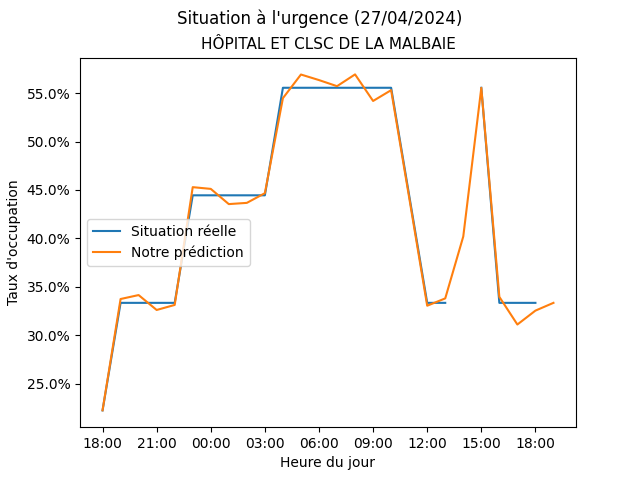 Situation à l'urgence (27/04/2024)
HÔPITAL ET CLSC DE LA MALBAIE
55.0%
50.0%
45.0%
40.0%
35.0%
30.0%
25.0%
Taux d'occupation
Situation réelle
Notre prédiction
18:00 21:00 00:00 03:00 06:00 09:00 12:00 15:00 18:00
Heure du jour